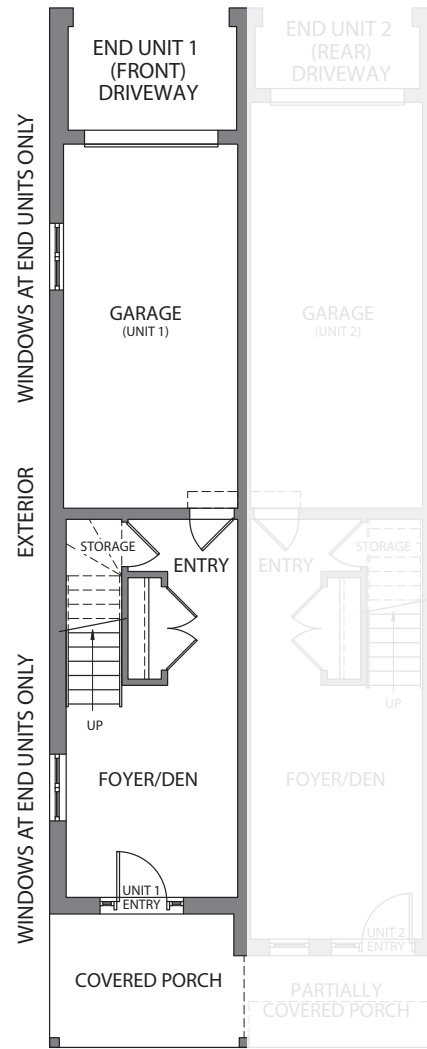 END UNIT 1
(FRONT)
DRIVEWAY
END UNIT 2
(REAR)
DRIVEWAY
WINDOWS AT END UNITS ONLY
GARAGE
(UNIT 1)
GARAGE
(UNIT 2)
EXTERIOR
STORAGE
ENTRY
ENTRY
STORAGE
UP
UP
WINDOWS AT END UNITS ONLY
FOYER/DEN
FOYER/DEN
UNIT 1
ENTRY
UNIT 2
ENTRY
COVERED PORCH
PARTIALLY
COVERED PORCH